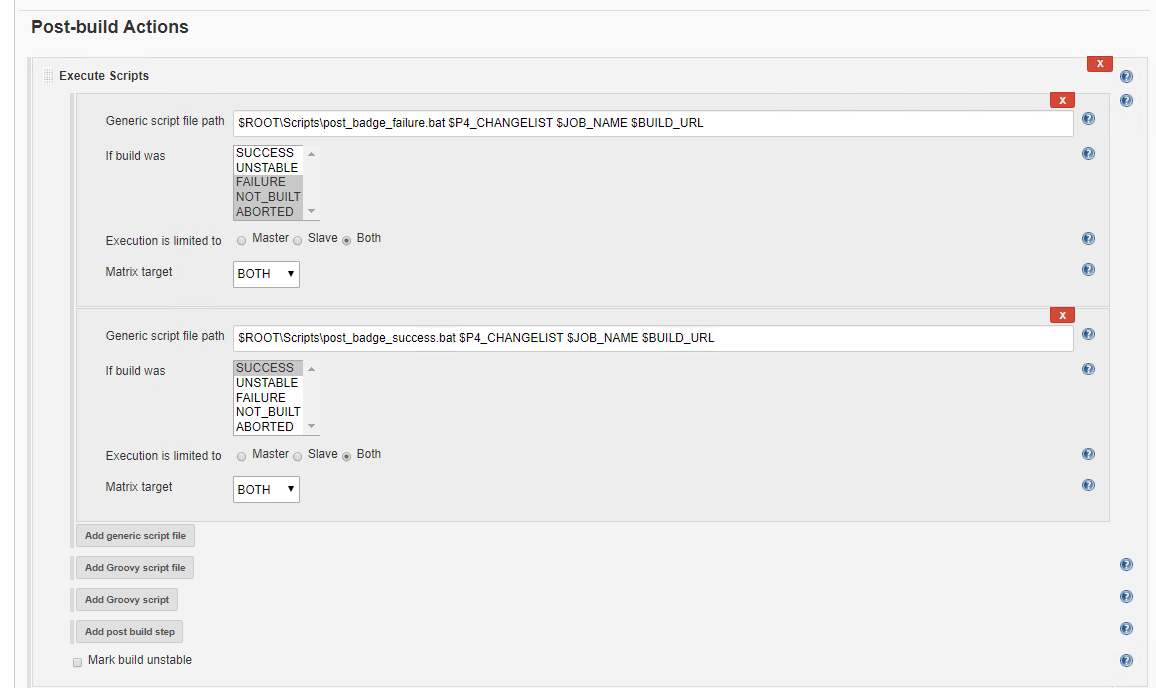 Post-build Actions
X
Execute Scripts
X
Generic script file path $ROOT\Scripts\post_badge_failure.bat $P4_CHANGELIST $JOB_NAME $BUILD_URL
If build was
SUCCESS
UNSTABLE
FAILURE
NOT_BUILT
ABORTED
Execution is limited to Master Slave Both
Matrix target BOTH
X
Generic script file path $ROOT\Scripts\post_badge_success.bat $P4_CHANGELIST $JOB_NAME $BUILD_URL
If build was
SUCCESS
UNSTABLE
FAILURE
NOT_BUILT
ABORTED
Execution is limited to Master Slave Both
Matrix target BOTH
Add generic script file
Add Groovy script file
Add Groovy script
Add post build step
Mark build unstable